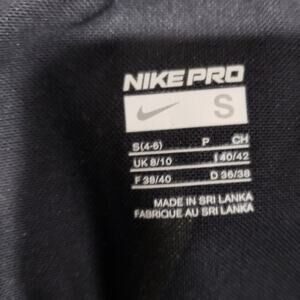 NIKE PRO
S
S(4-6) P CH
UK 8/10 I 40/42
F 38/40 D 36/38
MADE IN SRI LANKA
FABRIQUE AU SRI LANKA